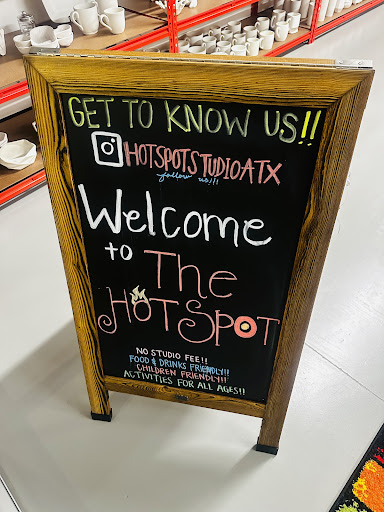 GET TO KNOW US!!
HOTSPOTSTUDIOATX
follow us!!!
Welcome
to The
HOTSPOT
NO STUDIO FEE!!
FOOD & DRINKS FRIENDLY!!
CHILDREN FRIENDLY!!
ACTIVITIES FOR ALL AGES!!